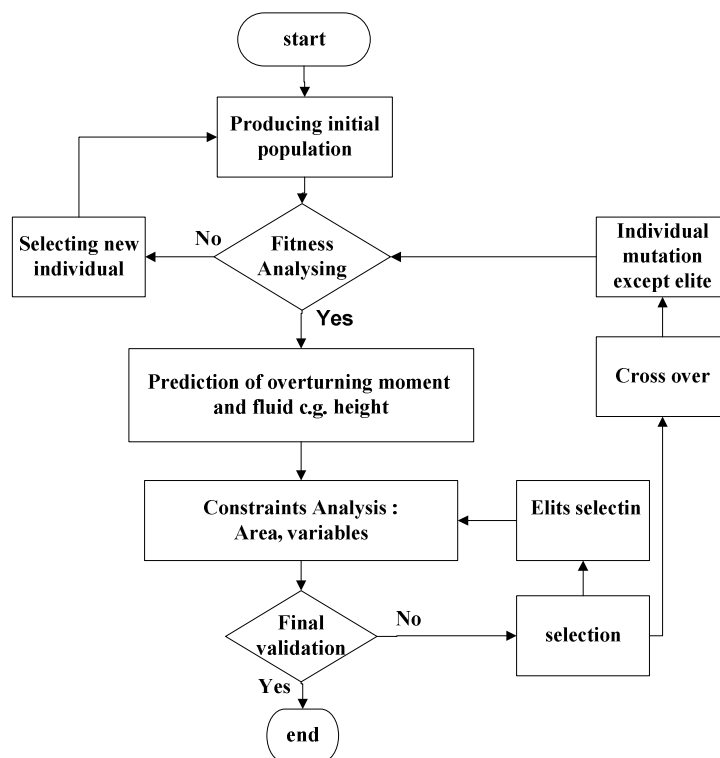 start
Producing initial
population
No
Selecting new
individual
Fitness
Analysing
Individual
mutation
except elite
Yes
Cross over
Prediction of overturning moment
and fluid c.g. height
Constraints Analysis :
Area, variables
Elits selectin
No
Final
validation
selection
Yes
end